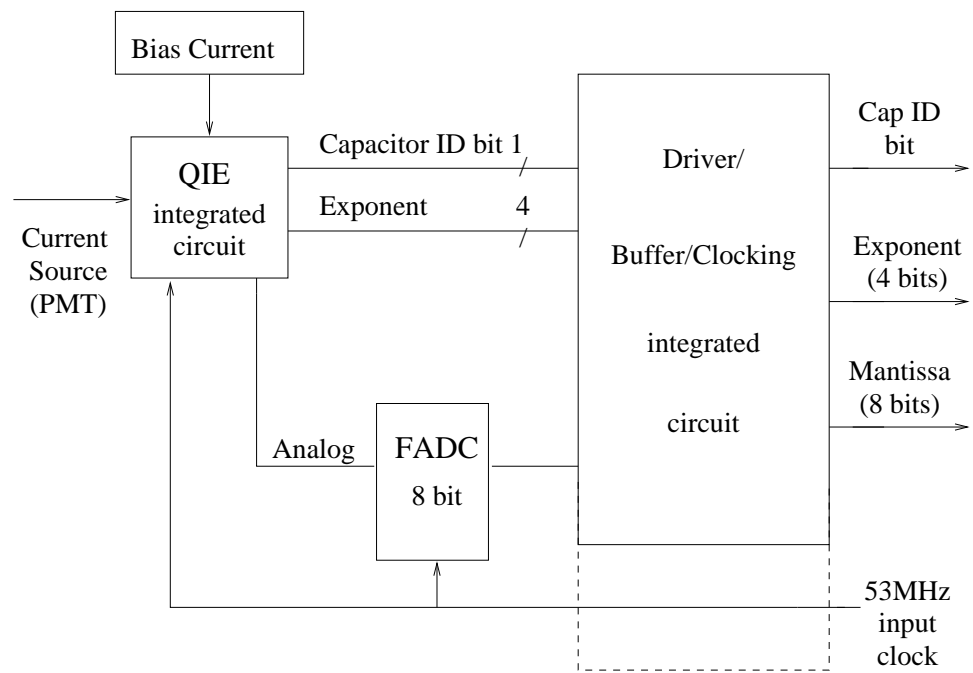 Bias Current
QIE
integrated
circuit
Current
Source
(PMT)
Capacitor ID bit 1
Exponent 4
Analog
FADC
8 bit
Driver/
Buffer/Clocking
integrated
circuit
Cap ID
bit
Exponent
(4 bits)
Mantissa
(8 bits)
53MHz
input
clock